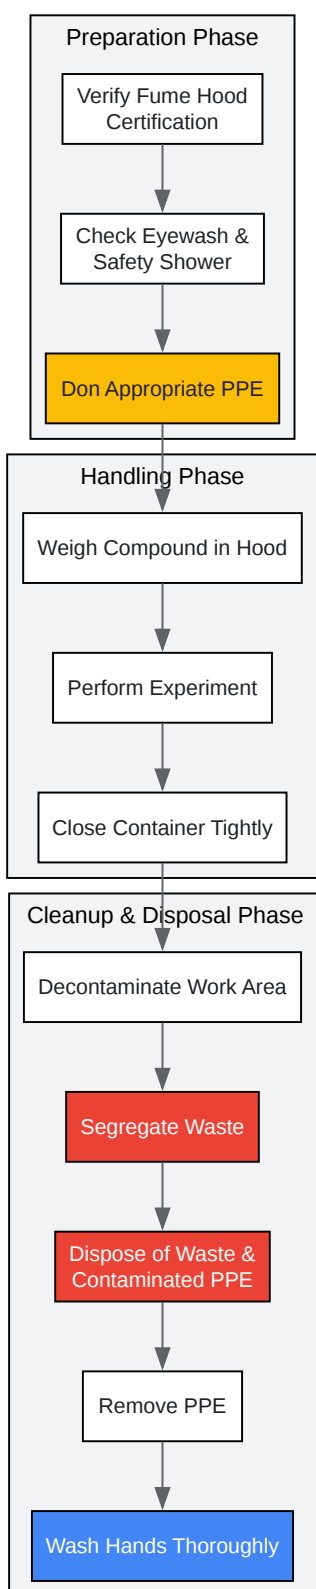 Preparation Phase
Verify Fume Hood
Certification
Check Eyewash &
Safety Shower
Don Appropriate PPE
Handling Phase
Weigh Compound in Hood
Perform Experiment
Close Container Tightly
Cleanup & Disposal Phase
Decontaminate Work Area
Segregate Waste
Dispose of Waste &
Contaminated PPE
Remove PPE
Wash Hands Thoroughly